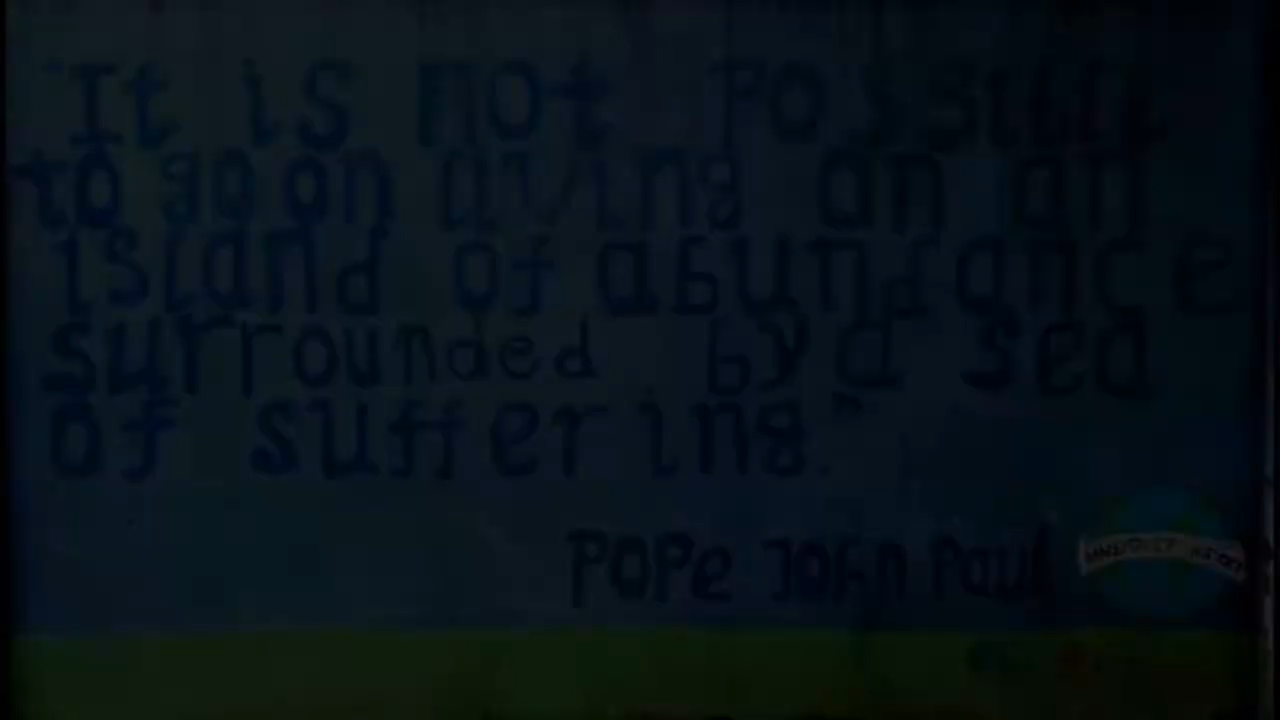 "It is not Possible
to go on living on an
island of abundance
surrounded by a sea
of suffering."
Pope John Paul